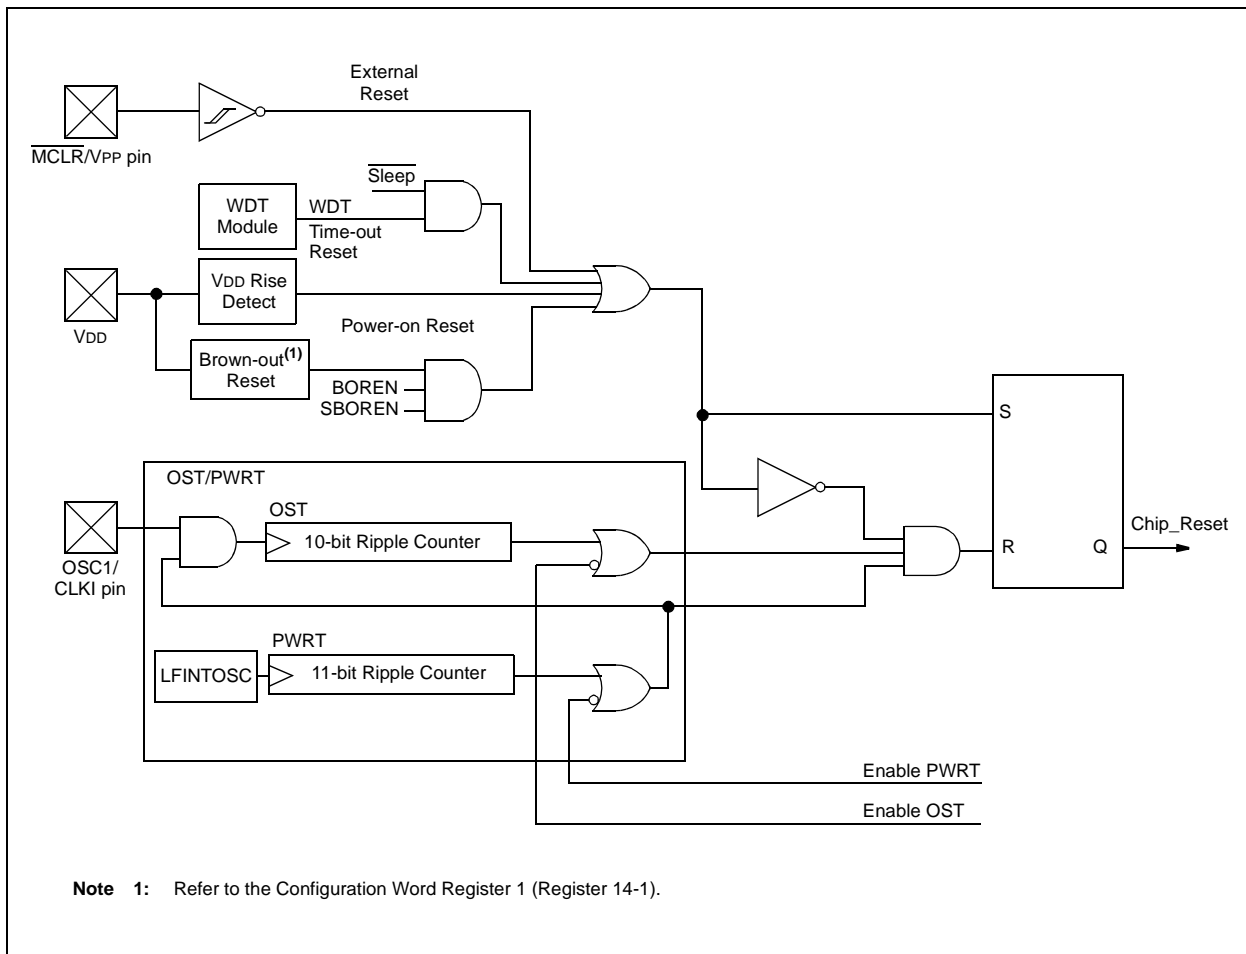 External
Reset
MCLR/VPP pin
Sleep
WDT
Module
WDT
Time-out
Reset
VDD Rise
Detect
VDD
Power-on Reset
Brown-out(1)
Reset
BOREN
SBOREN
S
OST/PWRT
OST
10-bit Ripple Counter
OSC1/
CLKI pin
Chip_Reset
R
Q
PWRT
LFINTOSC
11-bit Ripple Counter
Enable PWRT
Enable OST
Note 1: Refer to the Configuration Word Register 1 (Register 14-1).